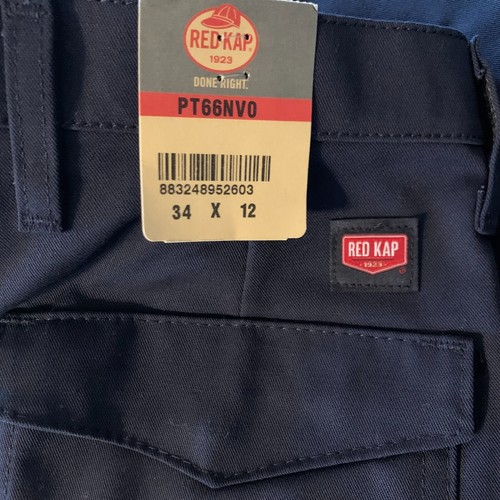 RED KAP
1923
DONE RIGHT.
PT66NV0
883248952603
34 X 12
RED KAP
1923